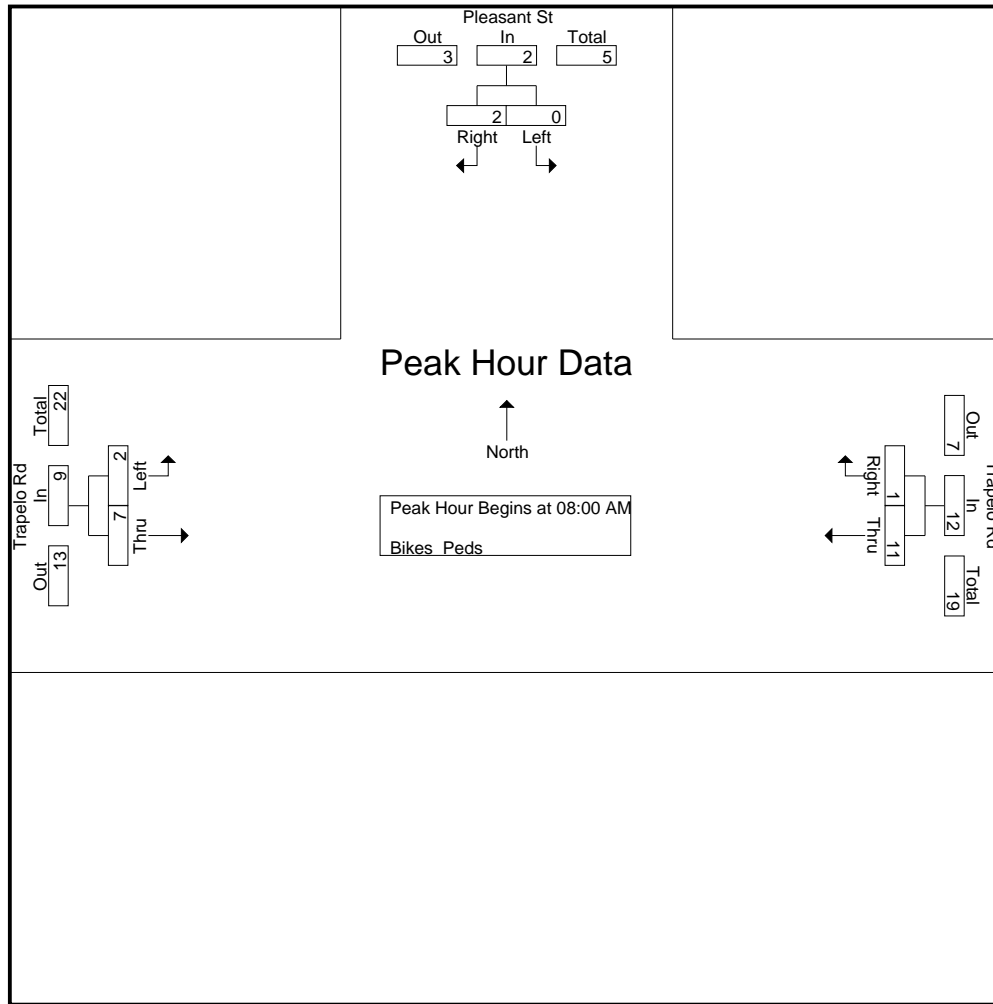 Pleasant St
Out In Total
3 2 5
2 0
Right Left
Peak Hour Data
North
Peak Hour Begins at 08:00 AM
Bikes Peds
Trapelo Rd
Out In Total
13 9 22
2 7
Left Thru
Trapelo Rd
Out In Total
7 12 19
1 11
Right Thru